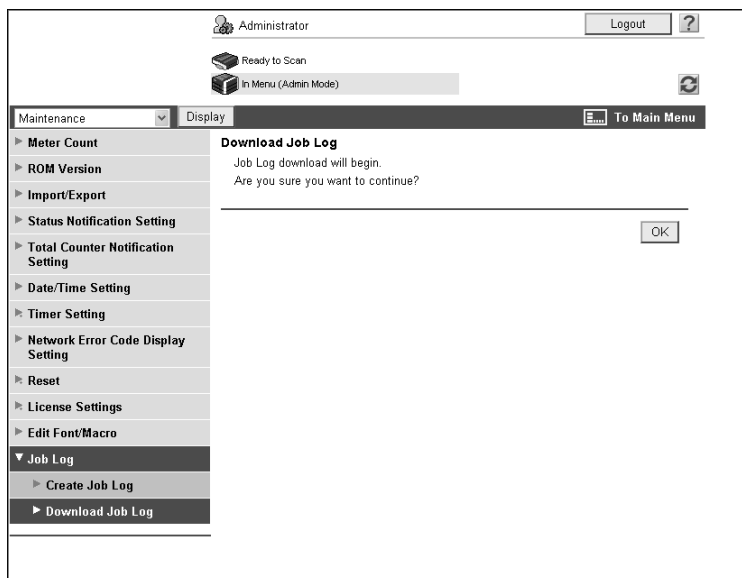 Administrator
Logout
?
Ready to Scan
In Menu (Admin Mode)
Maintenance
Display
To Main Menu
Meter Count
ROM Version
Import/Export
Status Notification Setting
Total Counter Notification
Setting
Date/Time Setting
Timer Setting
Network Error Code Display
Setting
Reset
License Settings
Edit Font/Macro
Job Log
Create Job Log
Download Job Log
Download Job Log
Job Log download will begin.
Are you sure you want to continue?
OK